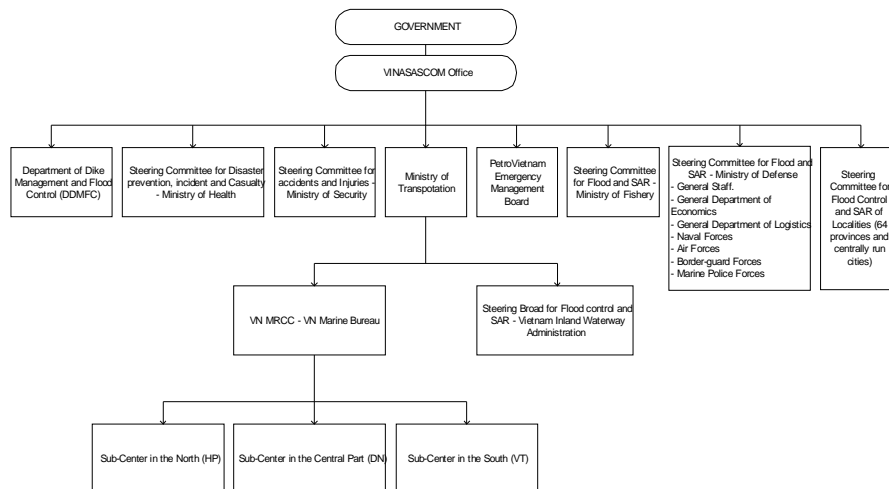 GOVERNMENT
VINASASCOM Office
Department of Dike
Management and Flood
Control (DDMFC)
Steering Committee for Disaster
prevention, incident and Casualty
- Ministry of Health
Steering Committee for
accidents and Injuries -
Ministry of Security
Ministry of
Transpotation
PetroVietnam
Emergency
Management
Board
Steering Committee
for Flood and SAR -
Ministry of Fishery
Steering Committee for Flood and
SAR - Ministry of Defense
- General Staff.
- General Department of
Economics
- General Department of Logistics
- Naval Forces
- Air Forces
- Border-guard Forces
- Marine Police Forces
Steering
Committee for
Flood Control
and SAR of
Localities (64
provinces and
centrally run
cities)
VN MRCC - VN Marine Bureau
Steering Broad for Flood control and
SAR - Vietnam Inland Waterway
Administration
Sub-Center in the North (HP)
Sub-Center in the Central Part (DN)
Sub-Center in the South (VT)